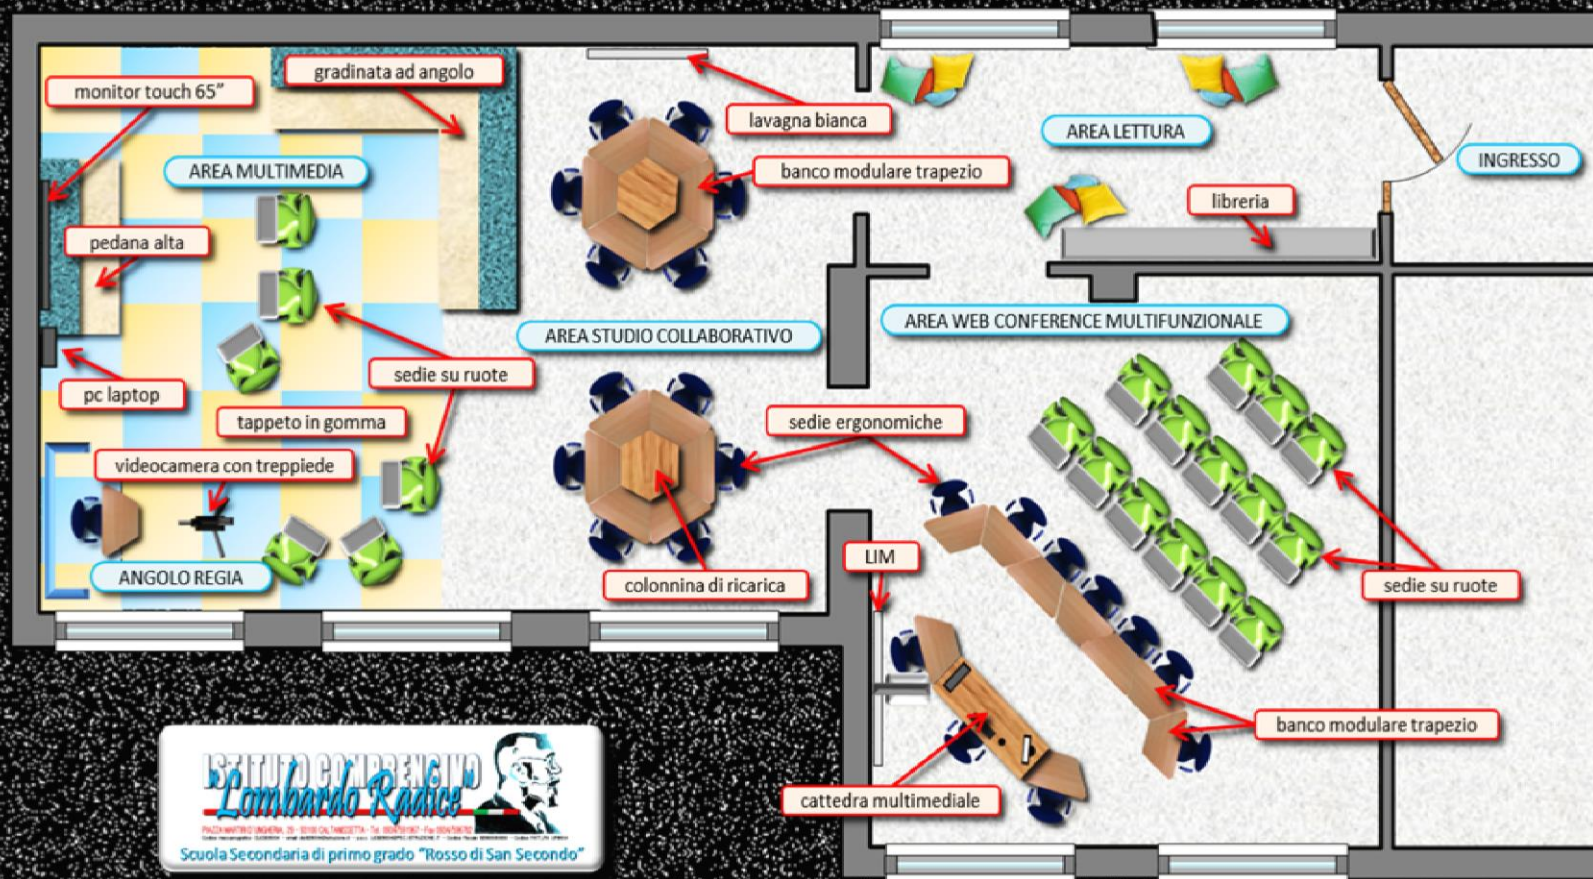 monitor touch 65”
gradinata ad angolo
lavagna bianca
AREA LETTURA
INGRESSO
AREA MULTIMEDIA
banco modulare trapezio
libreria
pedana alta
AREA STUDIO COLLABORATIVO
AREA WEB CONFERENCE MULTIFUNZIONALE
sedie su ruote
pc laptop
tappeto in gomma
sedie ergonomiche
videocamera con treppiede
ANGOLO REGIA
colonnina di ricarica
LIM
sedie su ruote
banco modulare trapezio
cattedra multimediale
ISTITUTO COMPRENSIVO
"Lombardo Radice"
Scuola Secondaria di primo grado “Rosso di San Secondo”